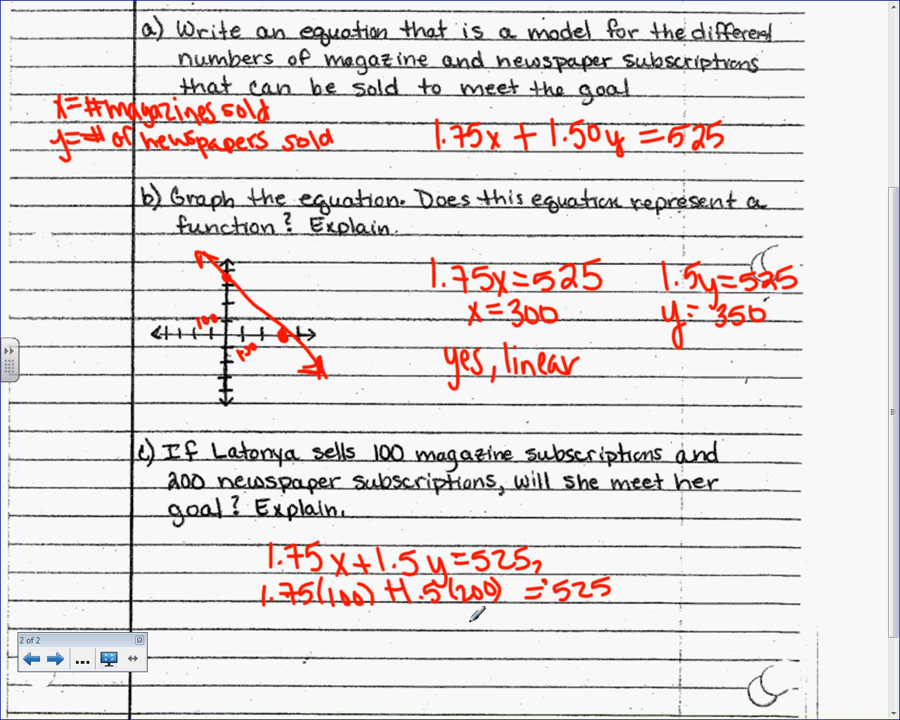 a) Write an equation that is a model for the different
numbers of magazine and newspaper subscriptions
that can be sold to meet the goal
x=#magazines sold
y=# of newspapers sold
1.75x + 1.50y = 525
b) Graph the equation. Does this equation represent a
function? Explain.
1.75x=525
x=300
1.5y=525
y=350
yes, linear
100
100
c) If Latonya sells 100 magazine subscriptions and
200 newspaper subscriptions, will she meet her
goal? Explain.
1.75x+1.5y=525
1.75(100)+1.5(200) =? 525
2 of 2